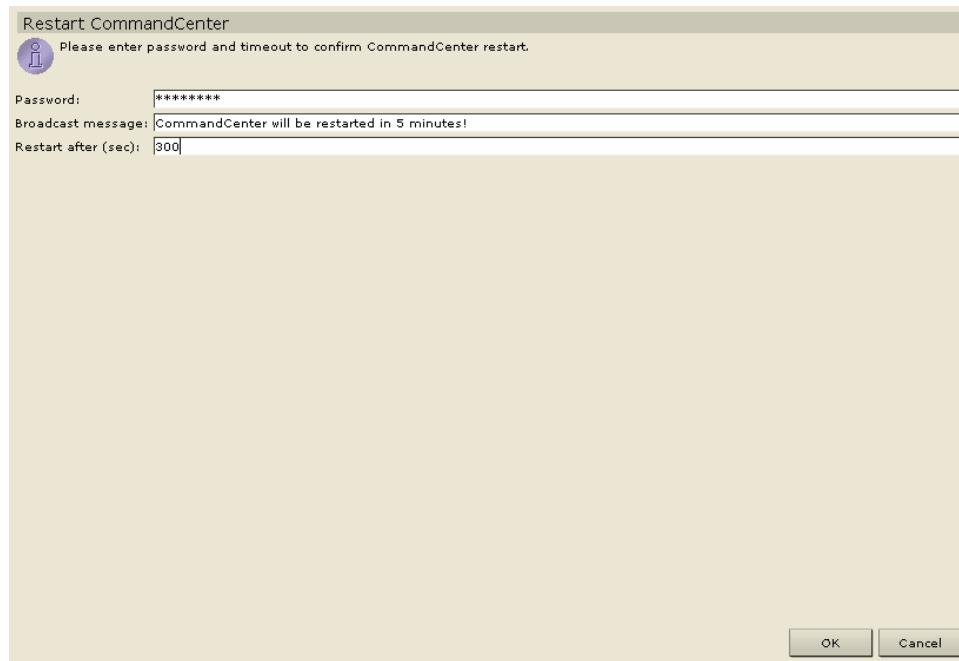 Restart CommandCenter
Please enter password and timeout to confirm CommandCenter restart.
Password: ********
Broadcast message: CommandCenter will be restarted in 5 minutes!
Restart after (sec): 300
OK Cancel